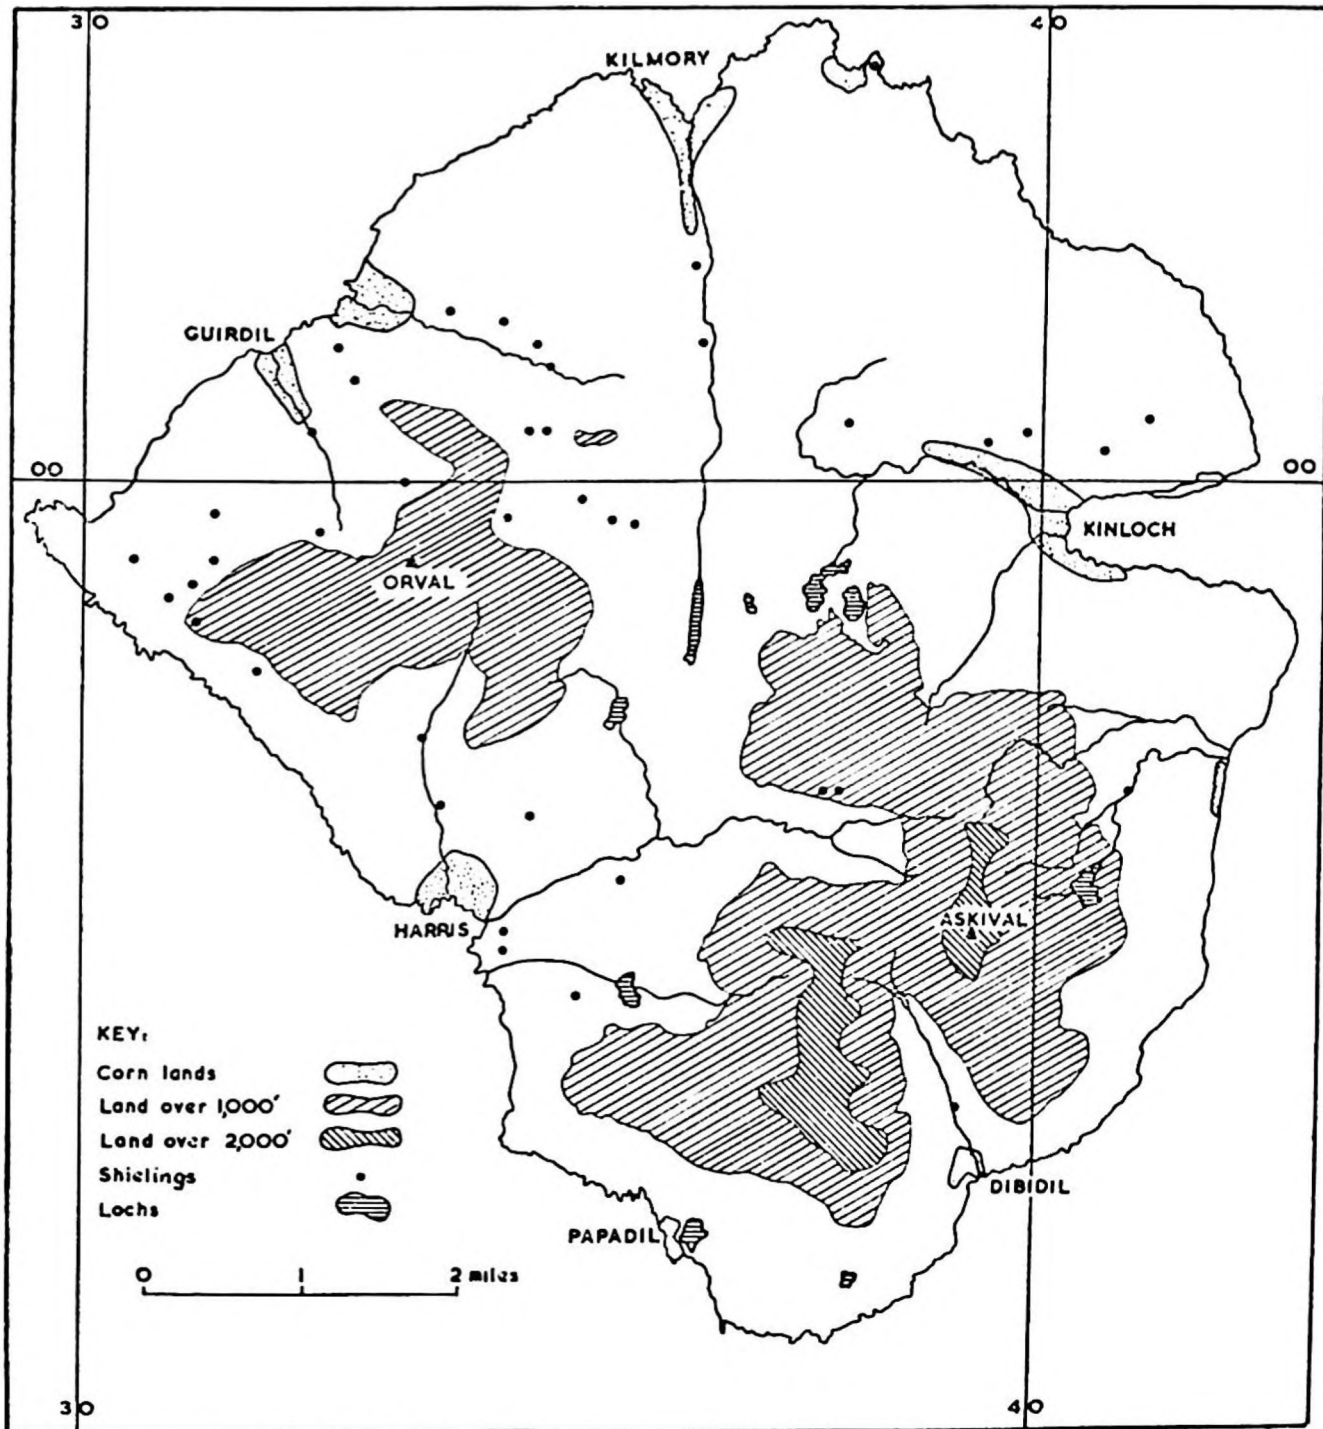 30
40
KILMORY
GUIRDIL
00
00
KINLOCH
ORVAL
HARRIS
ASKIVAL
KEY:
Corn lands
Land over 1,000'
Land over 2,000'
Shielings
Lochs
DIBIDIL
PAPADIL
0 1 2 miles
30
40